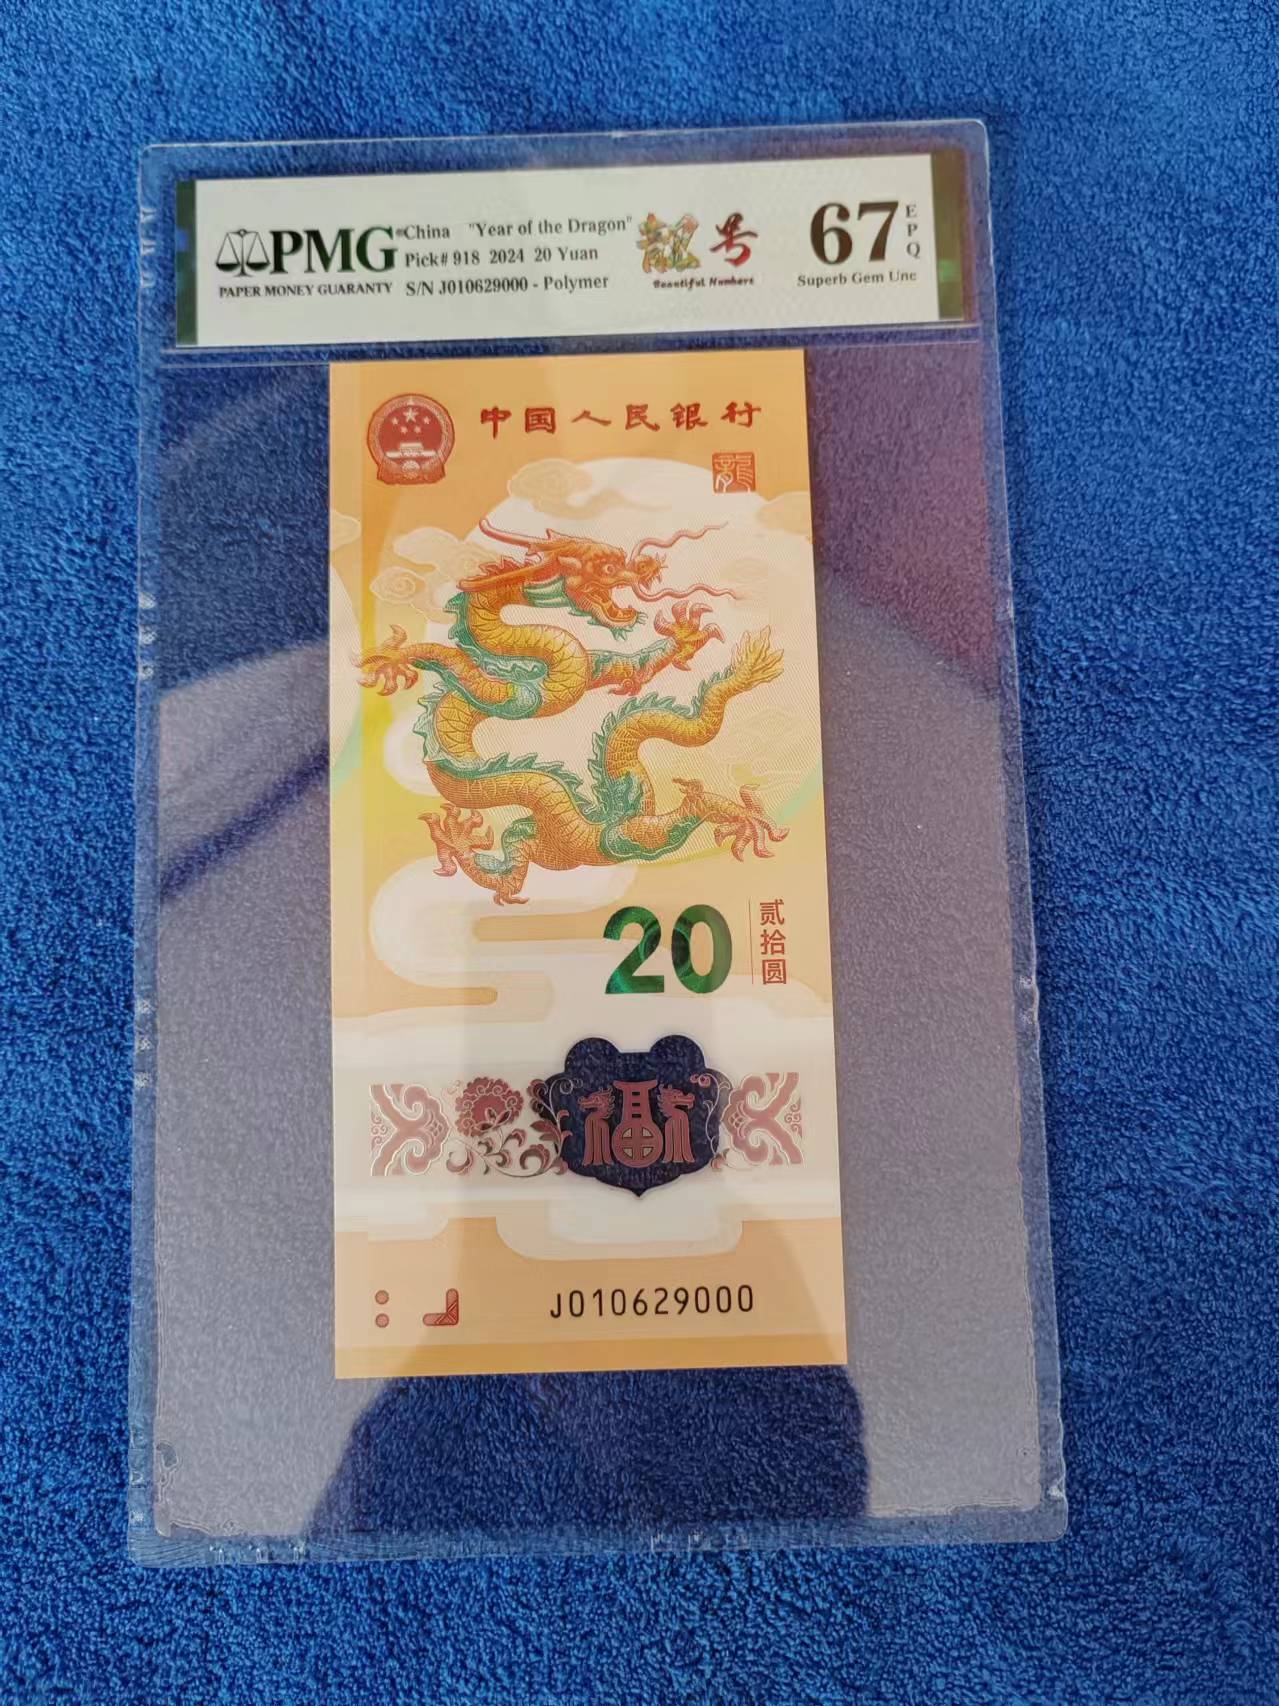 PMG
PAPER MONEY GUARANTY
China "Year of the Dragon"
Pick# 918 2024 20 Yuan
S/N J010629000 - Polymer
靓号
Beautiful Numbers
67 EPQ
Superb Gem Unc
中国人民银行
龍
20
贰拾圆
福
J010629000